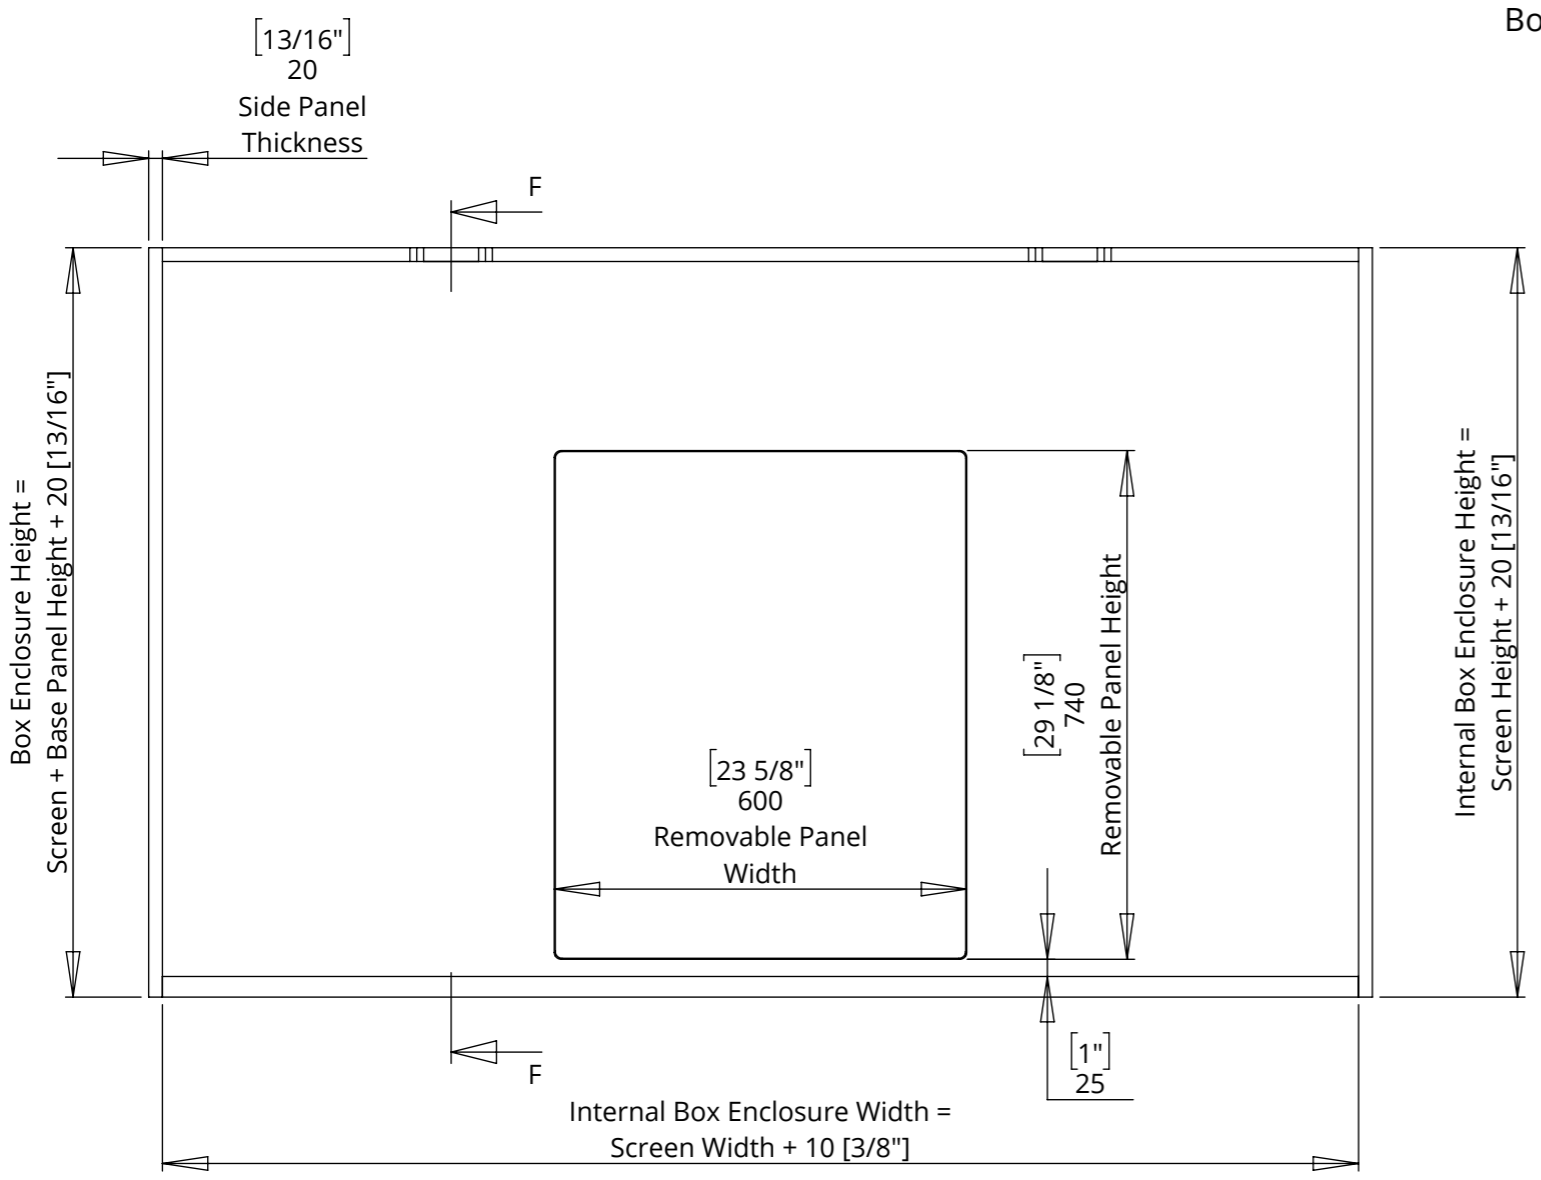 Bo
[13/16"]
20
Side Panel
Thickness
F
Box Enclosure Height =
Screen + Base Panel Height + 20 [13/16"]
Internal Box Enclosure Height =
Screen Height + 20 [13/16"]
[29 1/8"]
740
Removable Panel Height
[23 5/8"]
600
Removable Panel
Width
[1"]
25
F
Internal Box Enclosure Width =
Screen Width + 10 [3/8"]